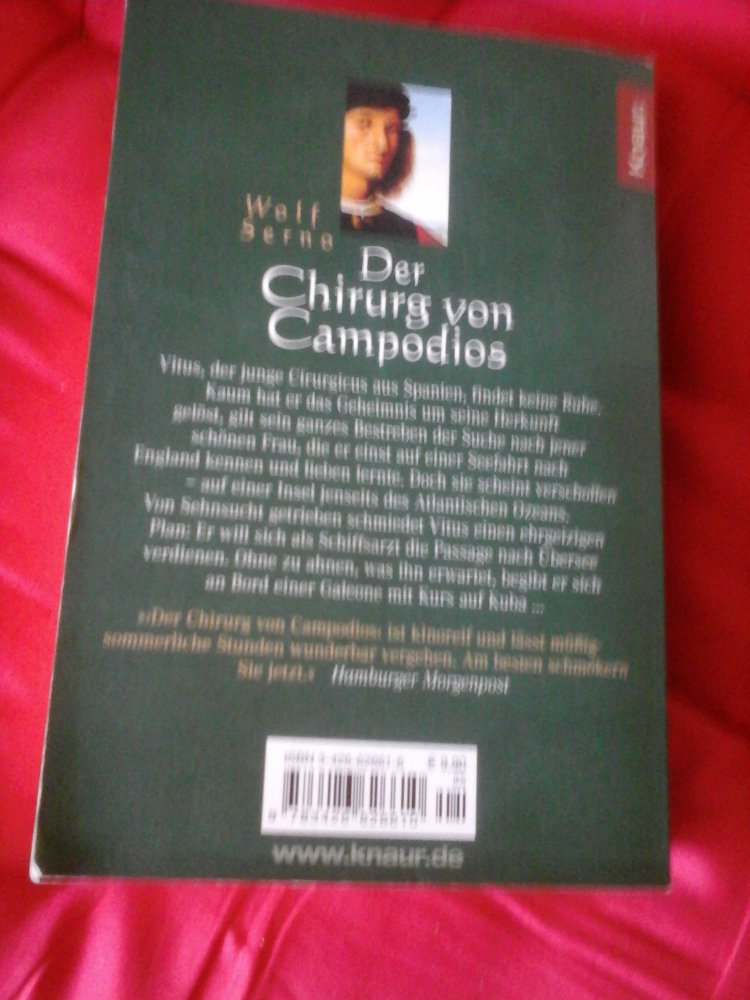 Knaur
Wolf
Serno
Der
Chirurg von
Campodios
Vitus, der junge Cirurgicus aus Spanien, findet keine Ruhe.
Kaum hat er das Geheimnis um seine Herkunft
gelöst, gilt sein ganzes Bestreben der Suche nach jener
schönen Frau, die er einst auf einer Seefahrt nach
England kennen und lieben lernte. Doch sie scheint verschollen
– auf einer Insel jenseits des Atlantischen Ozeans.
Von Sehnsucht getrieben schmiedet Vitus einen ehrgeizigen
Plan: Er will sich als Schiffsarzt die Passage nach Übersee
verdienen. Ohne zu ahnen, was ihn erwartet, begibt er sich
an Bord einer Galeone mit Kurs auf Kuba ...
»›Der Chirurg von Campodios‹ ist kinoreif und lässt müßig
sommerliche Stunden wunderbar vergehen. Am besten schmökern
Sie jetzt.« Hamburger Morgenpost
ISBN
www.knaur.de